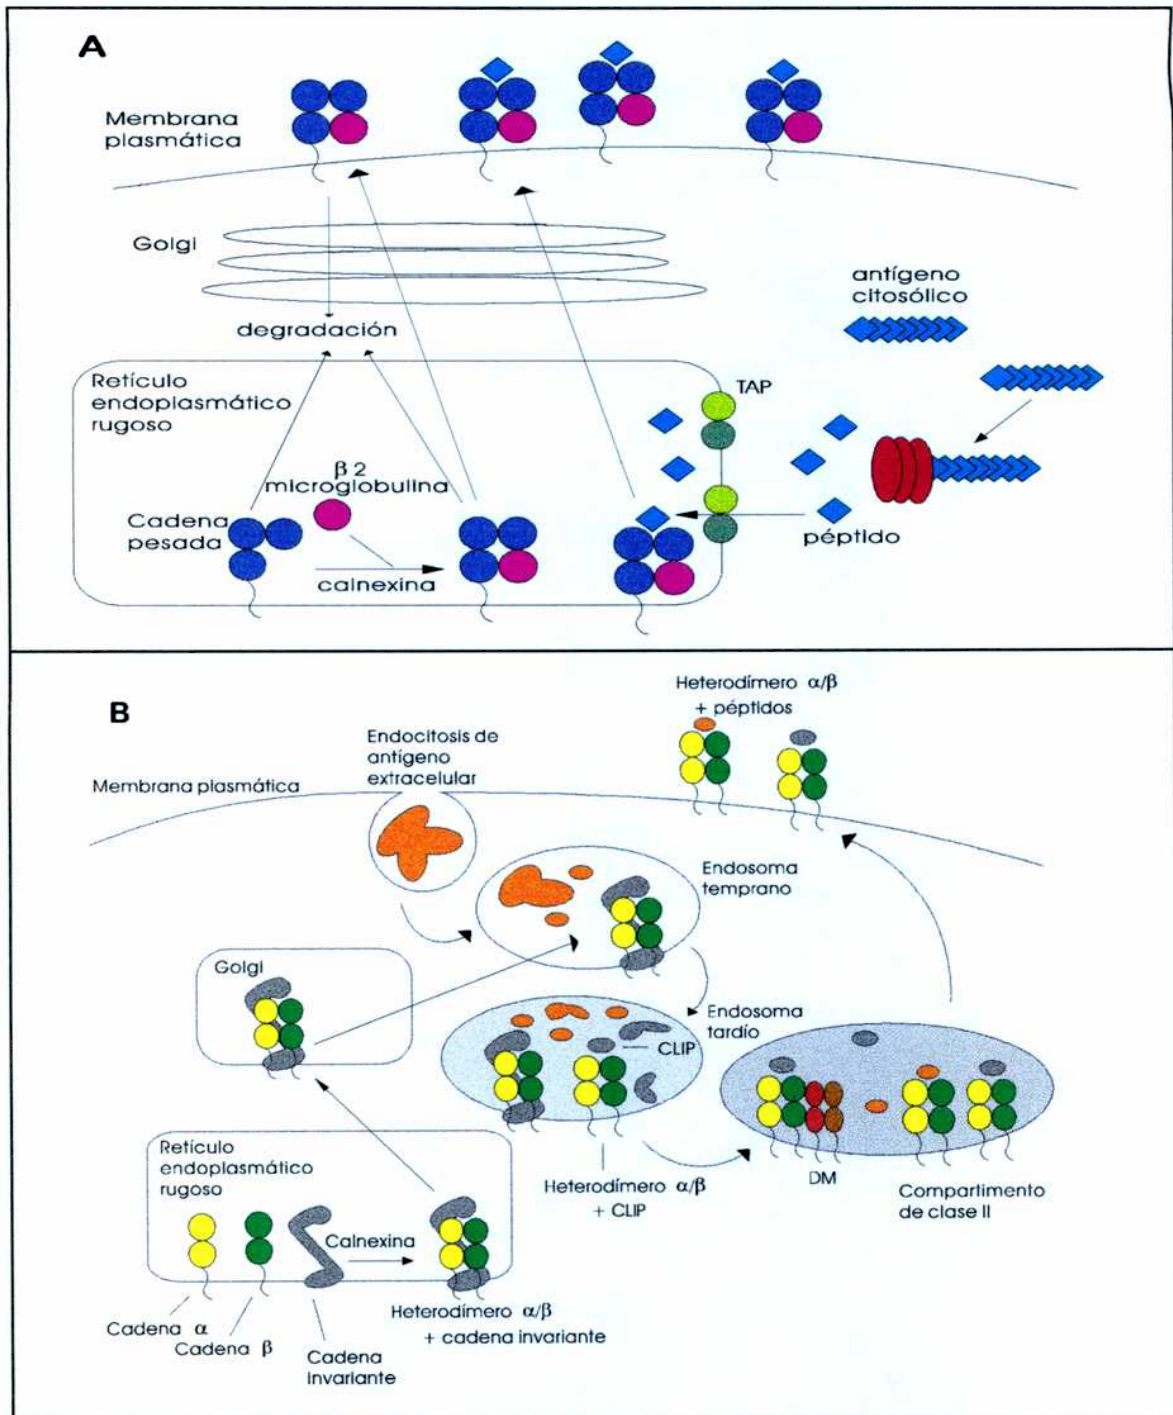 A
Membrana
plasmática
Golgi
antígeno
citosólico
degradación
Retículo
endoplasmático
rugoso
TAP
β 2
microglobulina
Cadena
pesada
calnexina
péptido
B
Heterodímero α/β
+ péptidos
Endocitosis de
antígeno
extracelular
Membrana plasmática
Endosoma
temprano
Golgi
Endosoma
tardío
CLIP
Retículo
endoplasmático
rugoso
Calnexina
Heterodímero α/β
+ CLIP
DM
Compartimento
de clase II
Heterodímero α/β
+ cadena invariante
Cadena α
Cadena β
Cadena
invariante